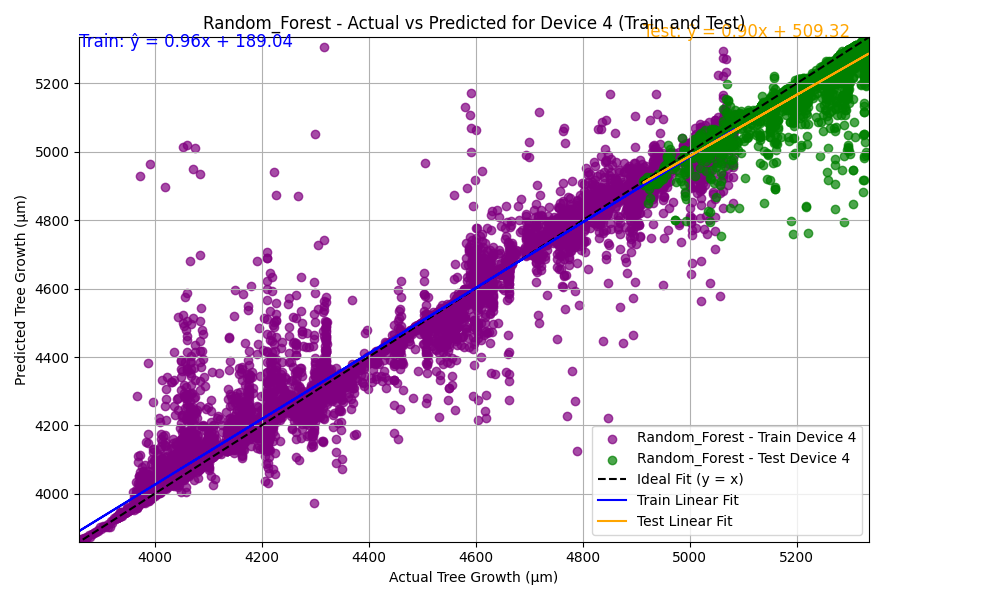 Random_Forest - Actual vs Predicted for Device 4 (Train and Test)
Train: ŷ = 0.96x + 189.04
Test: ŷ = 0.90x + 509.32
Predicted Tree Growth (μm)
5200
5000
4800
4600
4400
4200
4000
Random_Forest - Train Device 4
Random_Forest - Test Device 4
Ideal Fit (y = x)
Train Linear Fit
Test Linear Fit
4000 4200 4400 4600 4800 5000 5200
Actual Tree Growth (μm)